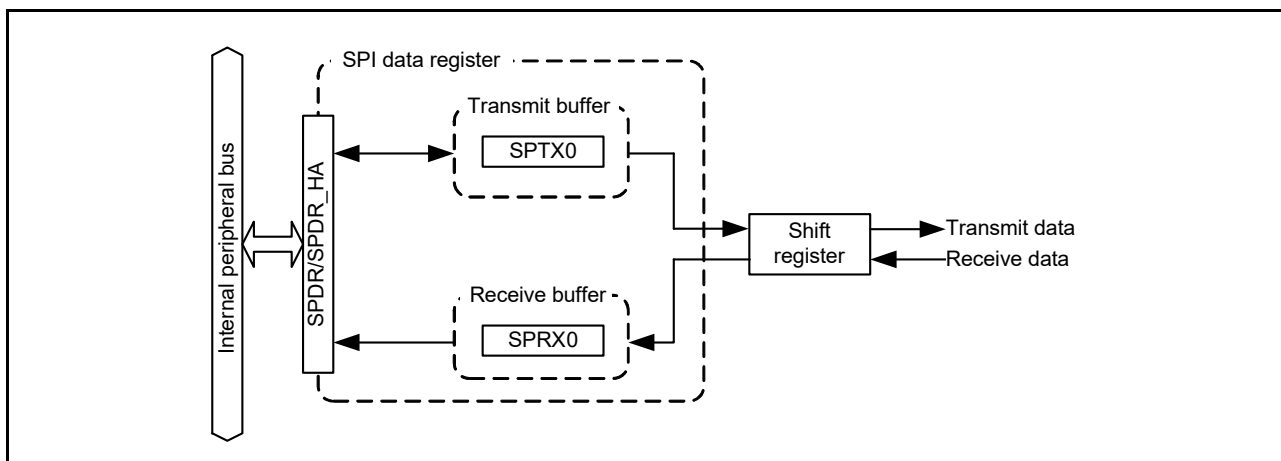 SPI data register
Transmit buffer
SPTX0
Internal peripheral bus
SPDR/SPDR_HA
Shift
register
Transmit data
Receive data
Receive buffer
SPRX0